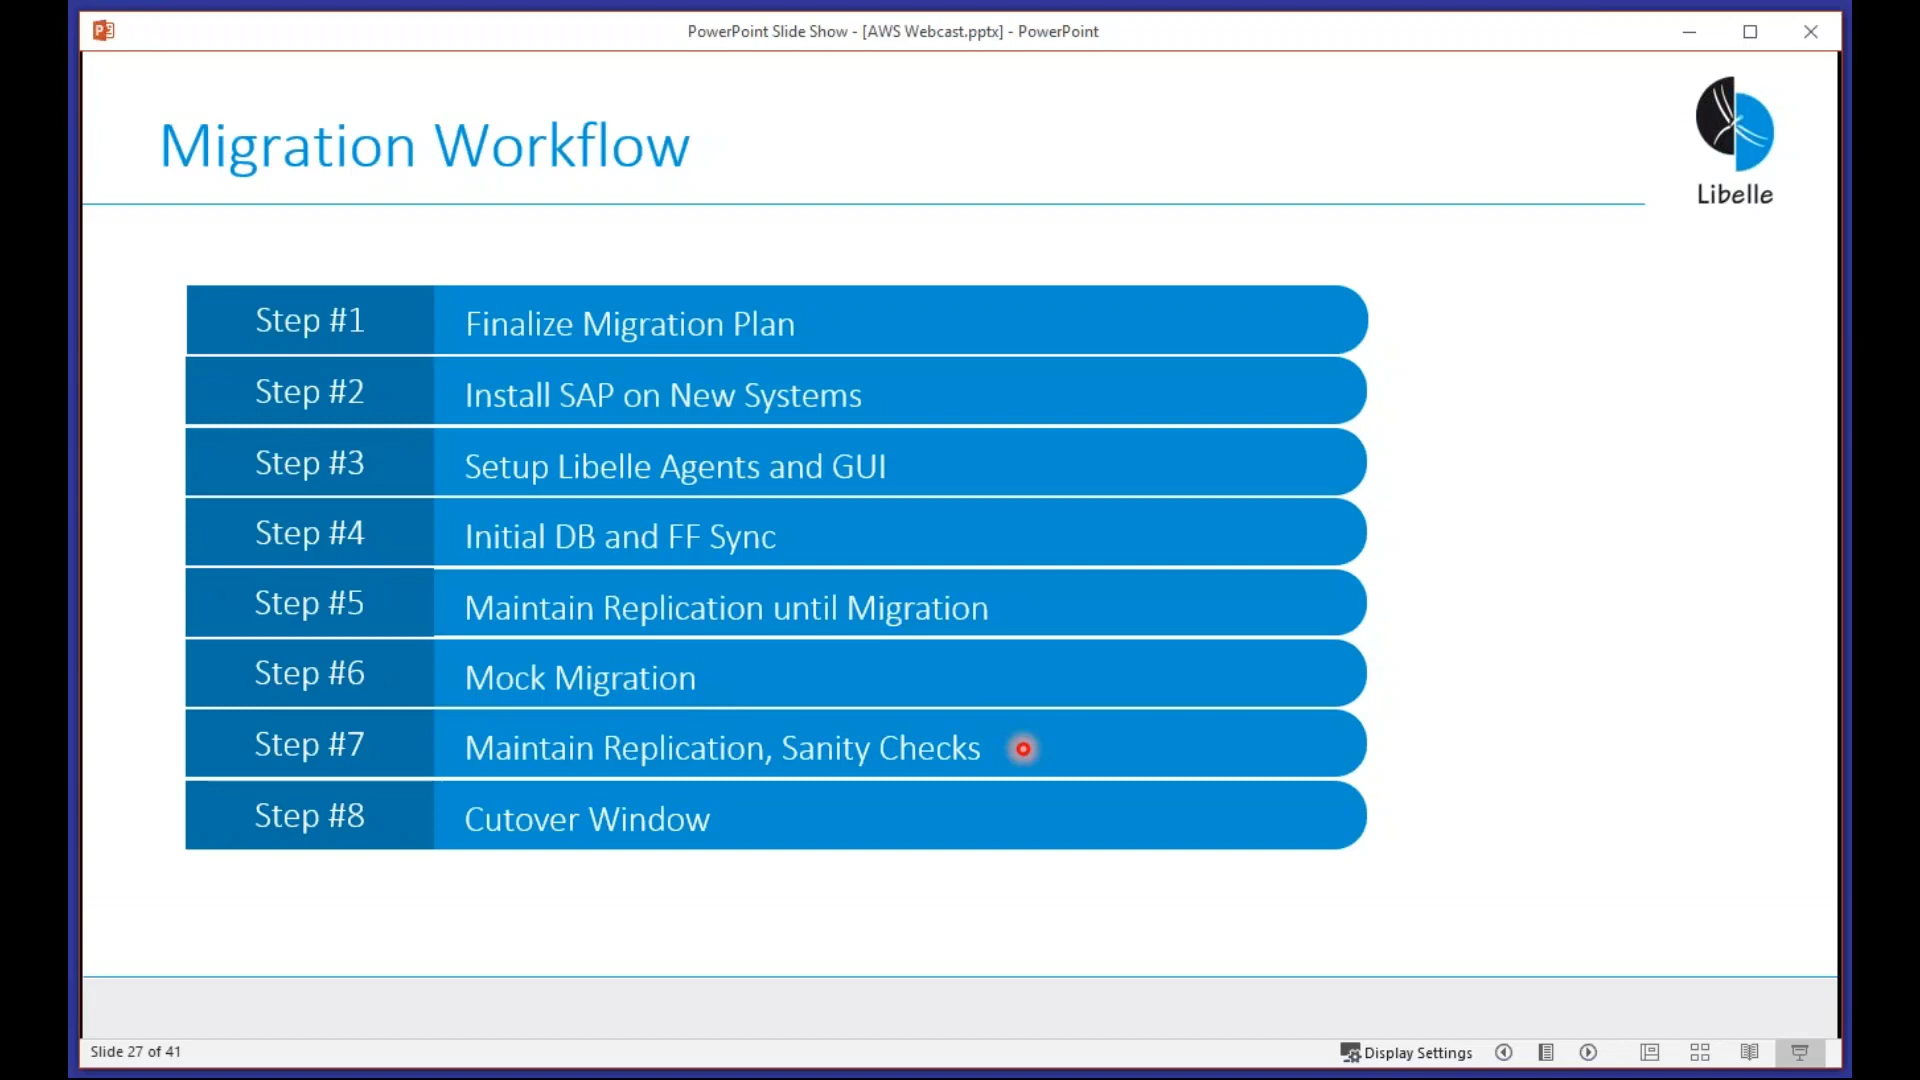 PowerPoint Slide Show - [AWS Webcast.pptx] - PowerPoint
Migration Workflow
Libelle
Step #1 Finalize Migration Plan
Step #2 Install SAP on New Systems
Step #3 Setup Libelle Agents and GUI
Step #4 Initial DB and FF Sync
Step #5 Maintain Replication until Migration
Step #6 Mock Migration
Step #7 Maintain Replication, Sanity Checks
Step #8 Cutover Window
Slide 27 of 41
Display Settings